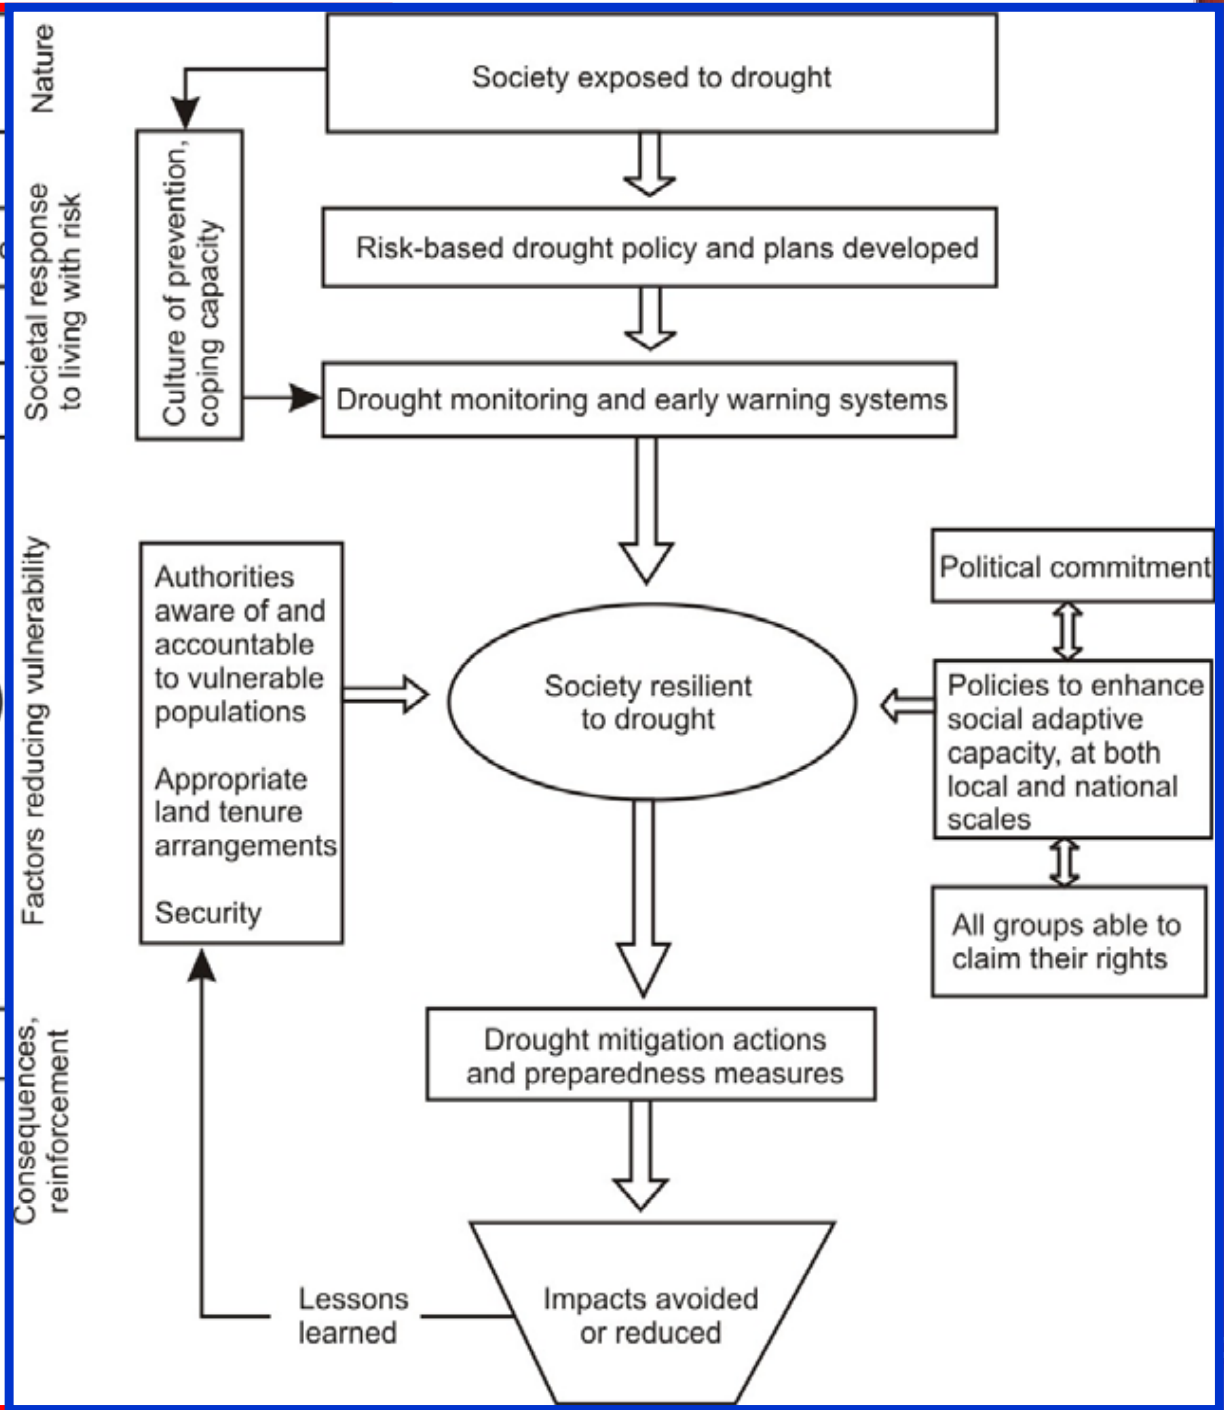 Nature
Society exposed to drought
Societal response
to living with risk
Culture of prevention,
coping capacity
Risk-based drought policy and plans developed
Drought monitoring and early warning systems
Factors reducing vulnerability
Authorities
aware of and
accountable
to vulnerable
populations
Appropriate
land tenure
arrangements
Security
Society resilient
to drought
Political commitment
Policies to enhance
social adaptive
capacity, at both
local and national
scales
All groups able to
claim their rights
Consequences,
reinforcement
Drought mitigation actions
and preparedness measures
Lessons
learned
Impacts avoided
or reduced